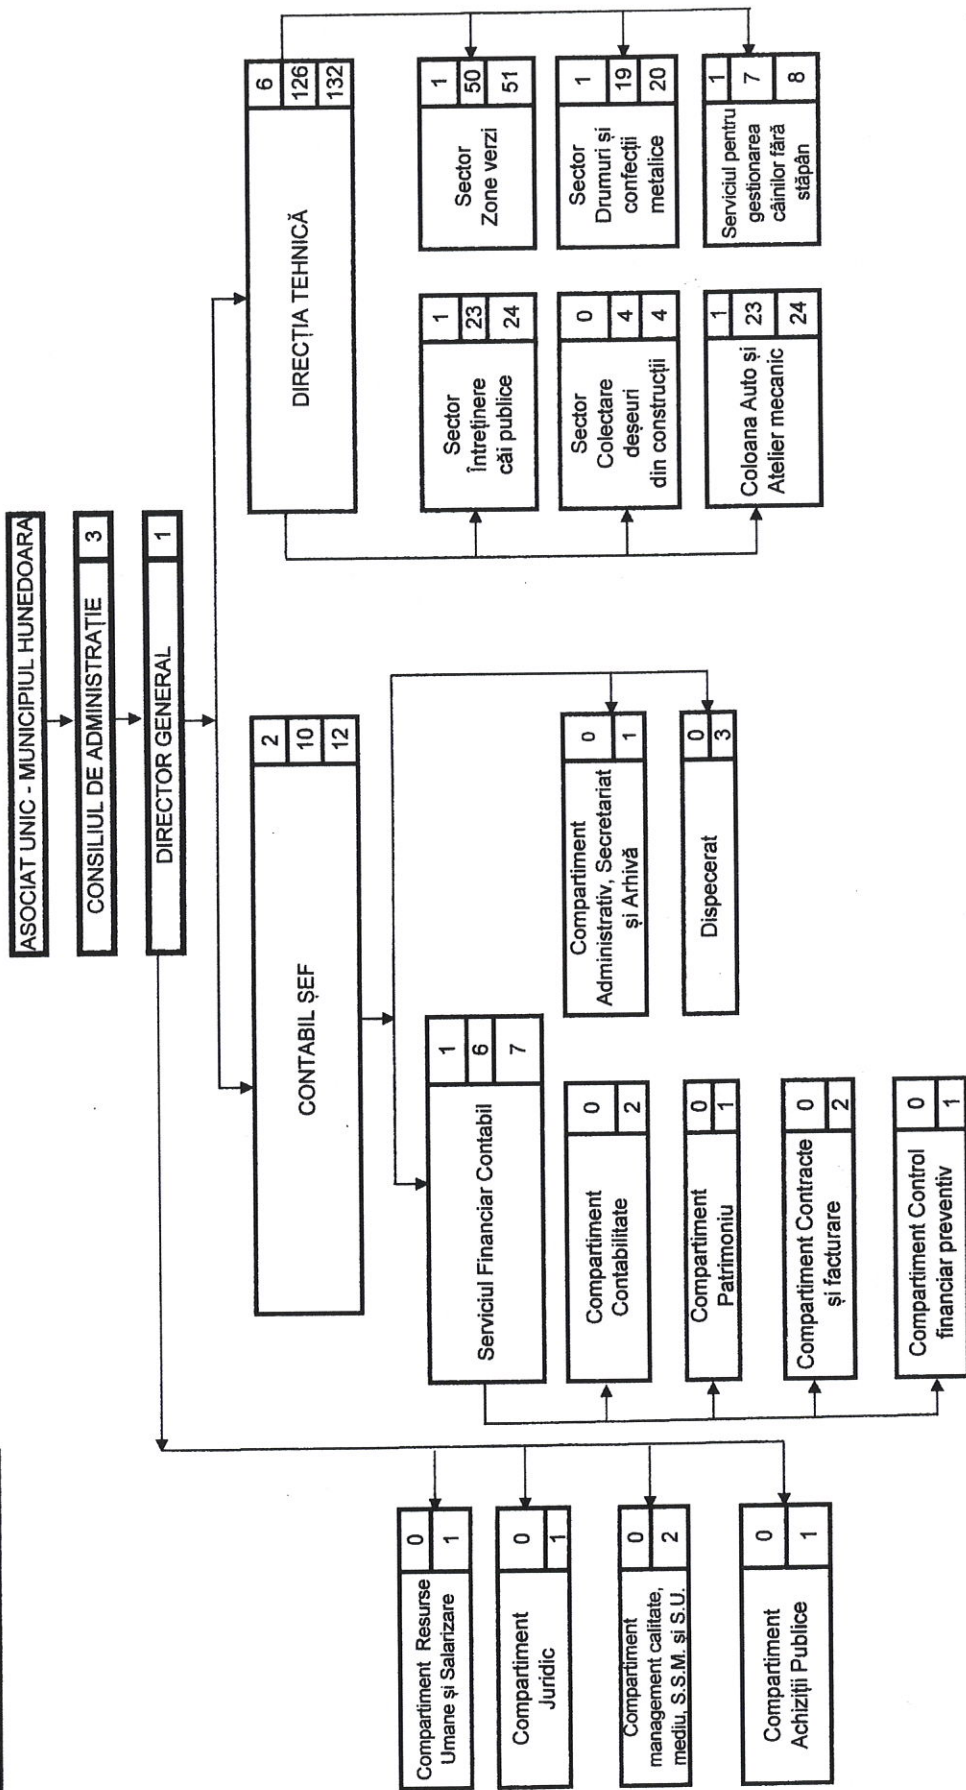 ASOCIAT UNIC - MUNICIPIUL HUNEDOARA
CONSILIUL DE ADMINISTRAȚIE
3
DIRECTOR GENERAL
1
CONTABIL ȘEF
2
10
12
DIRECȚIA TEHNICĂ
6
126
132
Compartiment Resurse
Umane și Salarizare
0
1
Compartiment
Juridic
0
1
Compartiment
management calitate,
mediu, S.S.M. și S.U.
0
2
Compartiment
Achiziții Publice
0
1
Serviciul Financiar Contabil
1
6
7
Compartiment
Contabilitate
0
2
Compartiment
Patrimoniu
0
1
Compartiment Contracte
și facturare
0
2
Compartiment Control
financiar preventiv
0
1
Compartiment
Administrativ, Secretariat
și Arhivă
0
1
Dispecerat
0
3
Sector
Întreținere
căi publice
1
23
24
Sector
Colectare
deșeuri
din construcții
0
4
4
Coloana Auto și
Atelier mecanic
1
23
24
Sector
Zone verzi
1
50
51
Sector
Drumuri și
confecții
metalice
1
19
20
Serviciul pentru
gestionarea
câinilor fără
stăpân
1
7
8